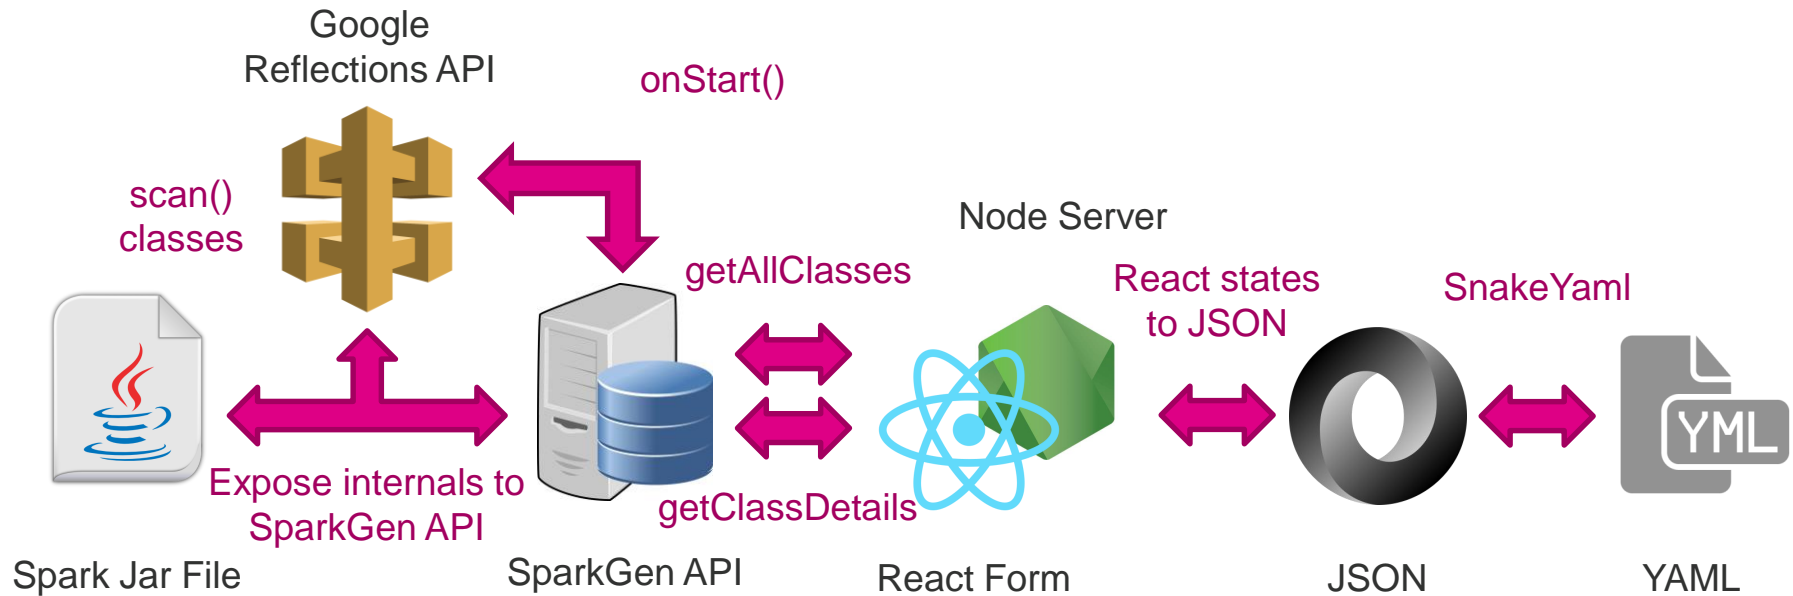 Google
Reflections API
onStart()
scan()
classes
Node Server
getAllClasses
React states
to JSON
SnakeYaml
YML
Expose internals to
SparkGen API
getClassDetails
Spark Jar File
SparkGen API
React Form
JSON
YAML